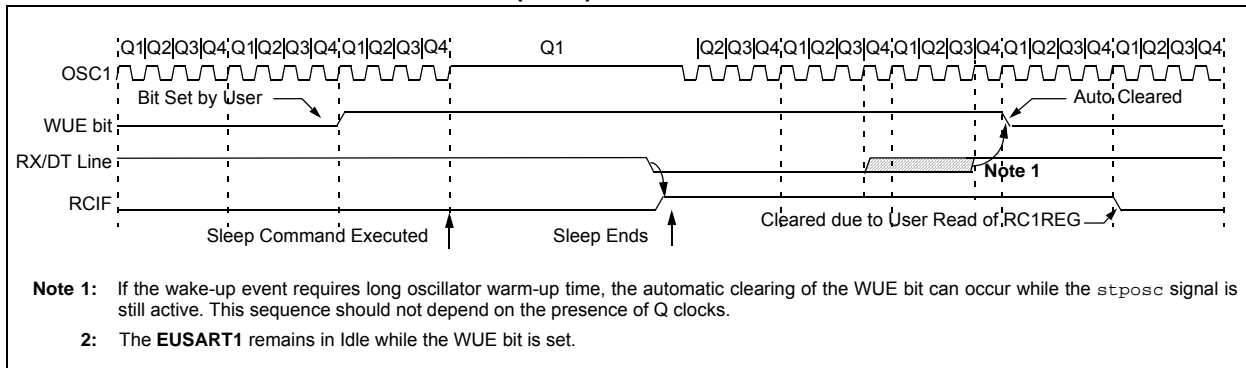 Q1|Q2|Q3|Q4|Q1|Q2|Q3|Q4|Q1|Q2|Q3|Q4 Q1 Q2|Q3|Q4|Q1|Q2|Q3|Q4|Q1|Q2|Q3|Q4|Q1|Q2|Q3|Q4|Q1|Q2|Q3|Q4
OSC1
Bit Set by User Auto Cleared
WUE bit
RX/DT Line
Note 1
RCIF
Cleared due to User Read of RC1REG
Sleep Command Executed Sleep Ends
Note 1: If the wake-up event requires long oscillator warm-up time, the automatic clearing of the WUE bit can occur while the stposc signal is
still active. This sequence should not depend on the presence of Q clocks.
2: The EUSART1 remains in Idle while the WUE bit is set.